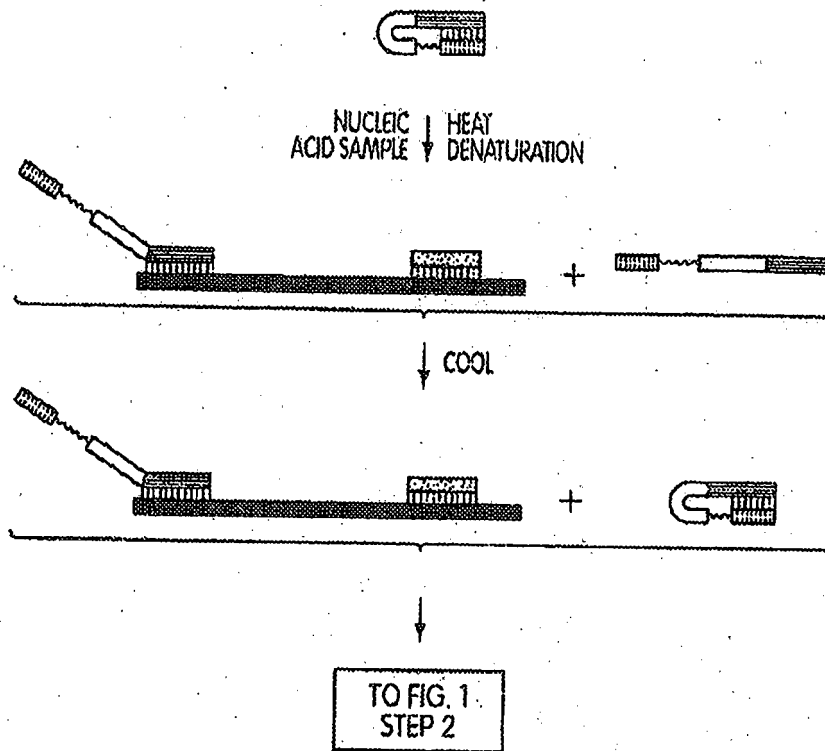 NUCLEIC
ACID SAMPLE
HEAT
DENATURATION
+
COOL
+
TO FIG. 1
STEP 2